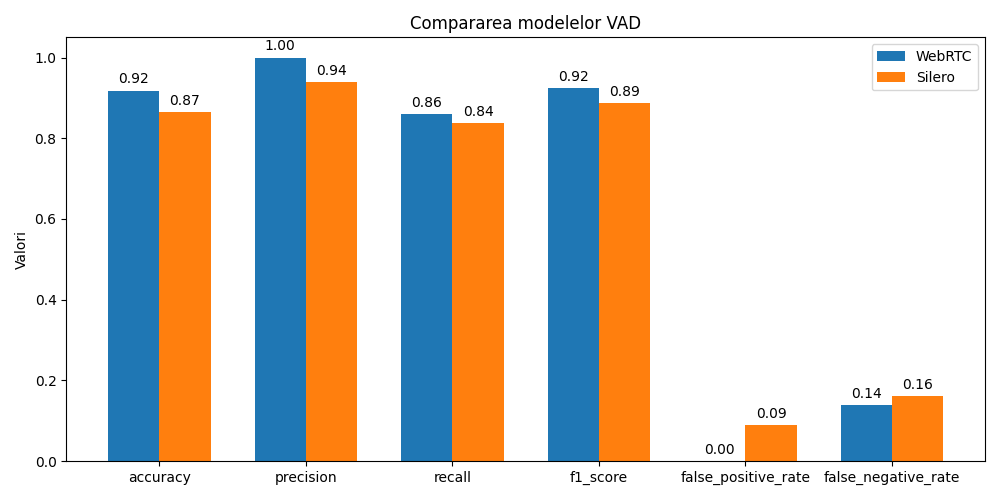 Compararea modelelor VAD
WebRTC
Silero
Valori
1.0
0.8
0.6
0.4
0.2
0.0
0.92
0.87
1.00
0.94
0.86
0.84
0.92
0.89
0.00
0.09
0.14
0.16
accuracy
precision
recall
f1_score
false_positive_rate
false_negative_rate